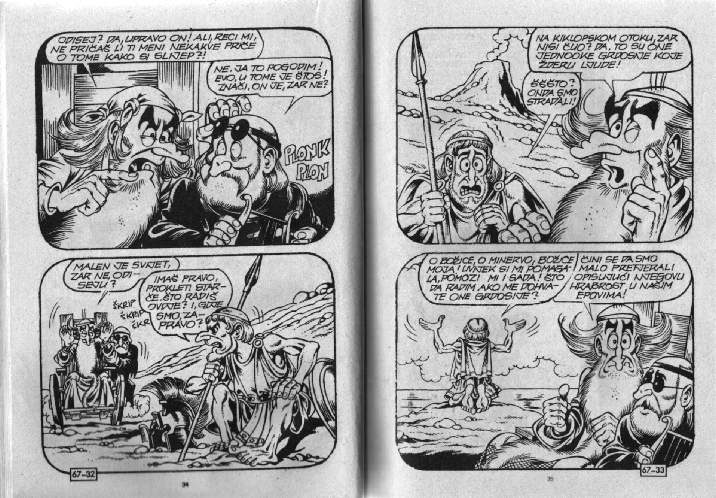 ODISEJ? DA, UPRAVO ON! ALI, RECI MI,
NE PRIČAŠ LI TI MENI NEKAKVE PRIČE
O TOME KAKO SI SLIJEP?!
NE. JA TO POGODIM!
EVO, U TOME JE ŠTOS!
ZNAČI, ON JE, ZAR NE?
PLONK
PLON
MALEN JE SVIJET,
ZAR NE, ODI-
SEJU?
ŠKRIP
ŠKRIP
ŠKR
IMAŠ PRAVO,
PROKLETI STAR-
ČE. ŠTO RADIŠ
OVDJE? I, GDJE
SMO, ZA-
PRAVO?
67-32
34
NA KIKLOPSKOM OTOKU, ZAR
NISI ČUO? DA. TO SU ONE
JEDNOOKE GRDOSIJE KOJE
ŽDERU LJUDE!
ŠŠŠTO?
ONDA SMO
STRADALI!
O BOŽICE, O MINERVO, BOŽICE
MOJA! UVIJEK SI MI POMAGA-
LA, POMOZI MI I SADA! ŠTO
DA RADIM, AKO ME DOHVA-
TE ONE GRDOSIJE?
ČINI SE DA SMO
MALO PRETJERALI
OPISUJUĆI NJEGOVU
HRABROST U NAŠIM
EPOVIMA!
67-33
35